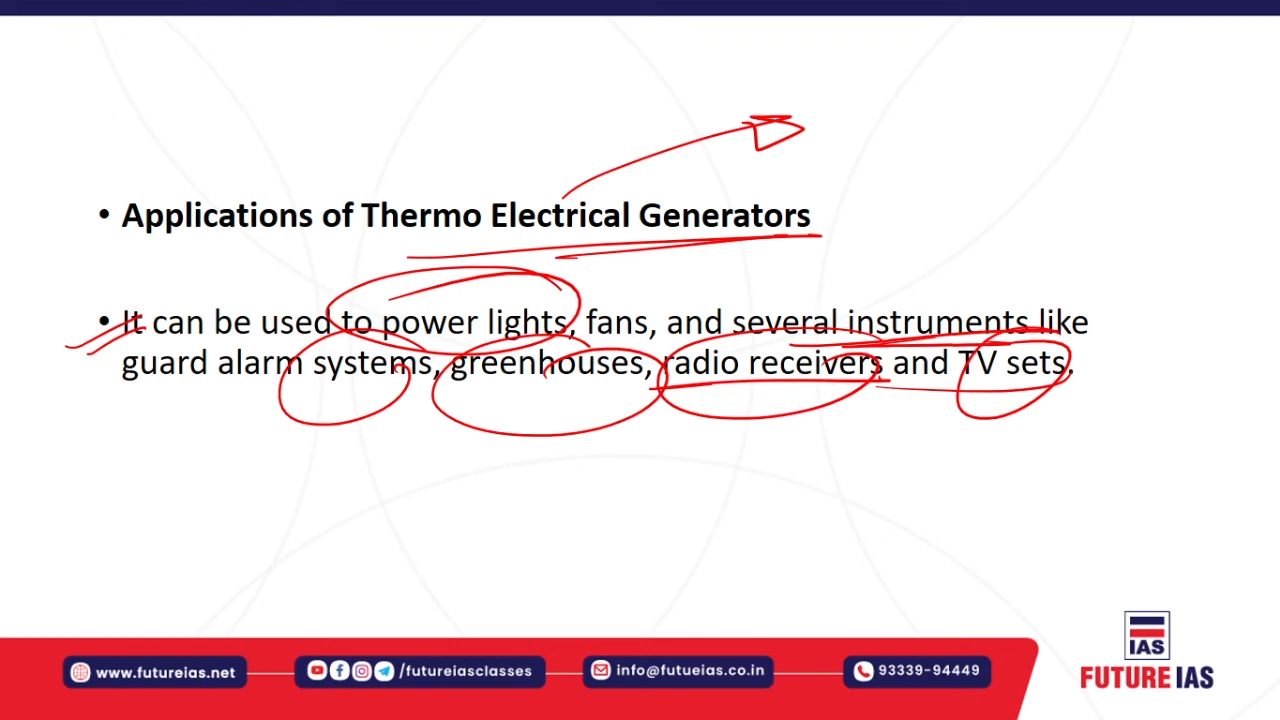 • Applications of Thermo Electrical Generators
• It can be used to power lights, fans, and several instruments like
guard alarm systems, greenhouses, radio receivers and TV sets.
IAS
FUTURE IAS
www.futureias.net
/futureiasclasses
info@futueias.co.in
93339-94449